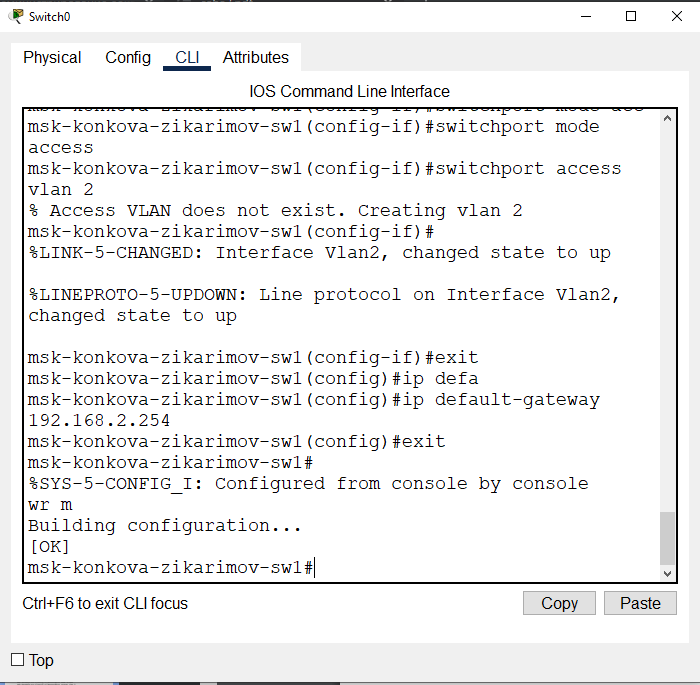 Switch0
Physical Config CLI Attributes
IOS Command Line Interface
msk-konkova-zikarimov-sw1(config-if)#switchport mode
access
msk-konkova-zikarimov-sw1(config-if)#switchport access
vlan 2
% Access VLAN does not exist. Creating vlan 2
msk-konkova-zikarimov-sw1(config-if)#
%LINK-5-CHANGED: Interface Vlan2, changed state to up
%LINEPROTO-5-UPDOWN: Line protocol on Interface Vlan2,
changed state to up
msk-konkova-zikarimov-sw1(config-if)#exit
msk-konkova-zikarimov-sw1(config)#ip defa
msk-konkova-zikarimov-sw1(config)#ip default-gateway
192.168.2.254
msk-konkova-zikarimov-sw1(config)#exit
msk-konkova-zikarimov-sw1#
%SYS-5-CONFIG_I: Configured from console by console
wr m
Building configuration...
[OK]
msk-konkova-zikarimov-sw1#
Ctrl+F6 to exit CLI focus
Copy Paste
Top